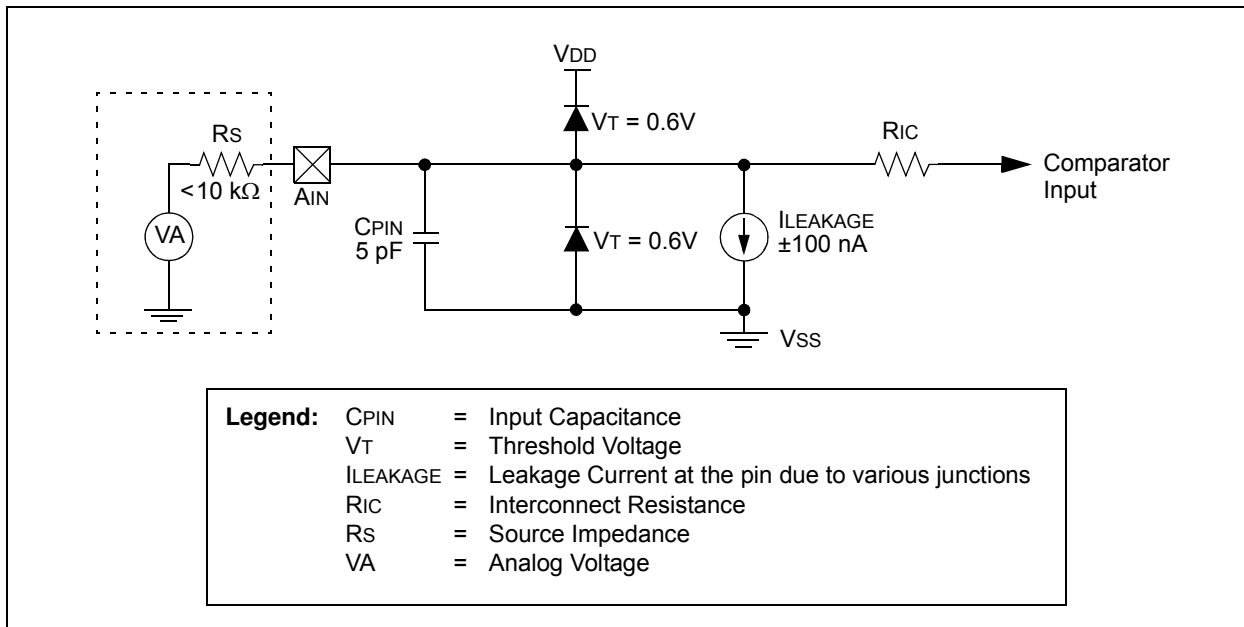 VDD
VT = 0.6V
RS
<10 kΩ
AIN
VA
CPIN
5 pF
VT = 0.6V
ILEAKAGE
±100 nA
RIC
Comparator
Input
VSS
Legend: CPIN = Input Capacitance
VT = Threshold Voltage
ILEAKAGE = Leakage Current at the pin due to various junctions
RIC = Interconnect Resistance
RS = Source Impedance
VA = Analog Voltage